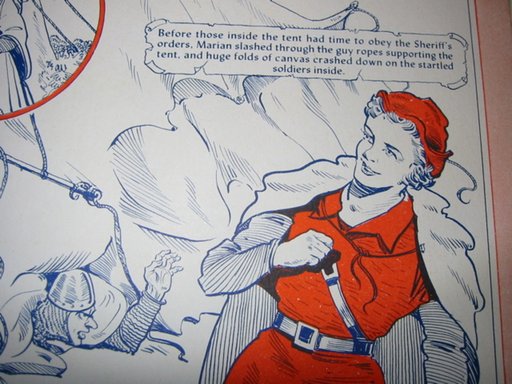 Before those inside the tent had time to obey the Sheriff's
orders, Marian slashed through the guy ropes supporting the
tent, and huge folds of canvas crashed down on the startled
soldiers inside.